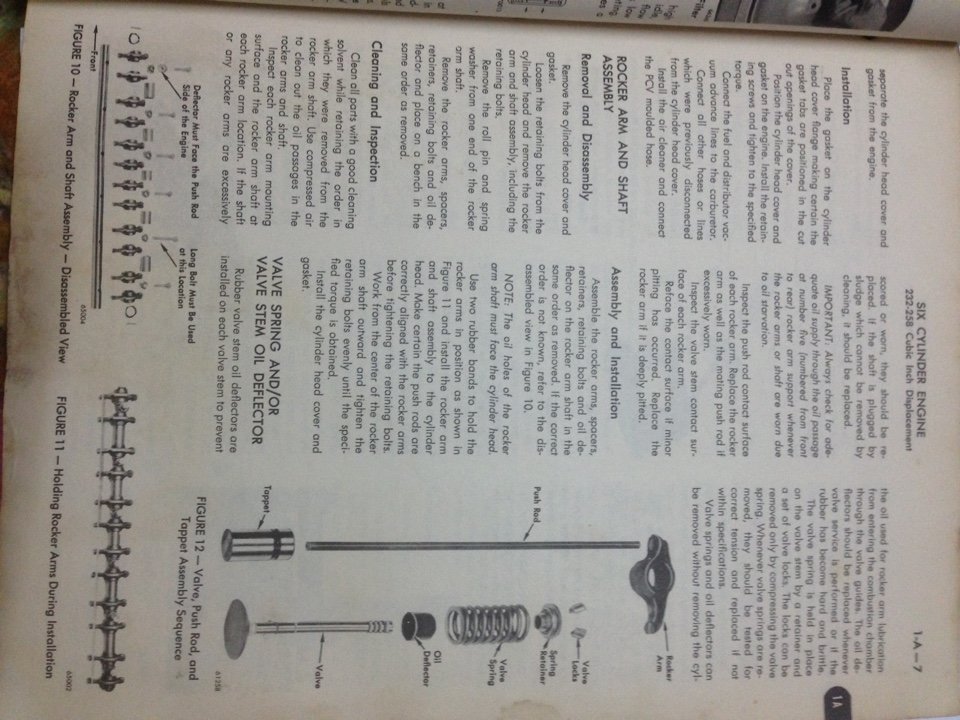 SIX CYLINDER ENGINE
232-258 Cubic Inch Displacement
1-A — 7
1A
separate the cylinder head cover and
gasket from the engine.
Installation
Place the gasket on the cylinder
head cover flange making certain the
gasket tabs are positioned in the cut
out openings of the cover.
Position the cylinder head cover and
gasket on the engine. Install the retain-
ing screws and tighten to the specified
torque.
Connect the fuel and distributor vac-
uum advance lines to the carburetor.
Connect all other hoses or lines
which were previously disconnected
from the cylinder head cover.
Install the air cleaner and connect
the PCV moulded hose.
ROCKER ARM AND SHAFT
ASSEMBLY
Removal and Disassembly
Remove the cylinder head cover and
gasket.
Loosen the retaining bolts from the
cylinder head and remove the rocker
arm and shaft assembly, including the
retaining bolts.
Remove the roll pin and spring
washer from one end of the rocker
arm shaft.
Remove the rocker arms, spacers,
retainers, retaining bolts and oil de-
flector and place on a bench in the
same order as removed.
Cleaning and Inspection
Clean all parts with a good cleaning
solvent while retaining the order in
which they were removed from the
rocker arm shaft. Use compressed air
to clean out the oil passages in the
rocker arms and shaft.
Inspect each rocker arm mounting
surface and the rocker arm shaft at
each rocker arm location. If the shaft
or any rocker arms are excessively
scored or worn, they should be re-
placed. If the shaft is plugged by
sludge which cannot be removed by
cleaning, it should be replaced.
IMPORTANT: Always check for ade-
quate oil supply through the oil passage
at number five (numbered from front
to rear) rocker arm support whenever
the rocker arms or shaft are worn due
to oil starvation.
Inspect the push rod contact surface
of each rocker arm. Replace the rocker
arm as well as the mating push rod if
excessively worn.
Inspect the valve stem contact sur-
face of each rocker arm.
Reface the contact surface if minor
pitting has occurred. Replace the
rocker arm if it is deeply pitted.
Assembly and Installation
Assemble the rocker arms, spacers,
retainers, retaining bolts and oil de-
flector on the rocker arm shaft in the
same order as removed. If the correct
order is not known, refer to the dis-
assembled view in Figure 10.
NOTE: The oil holes of the rocker
arm shaft must face the cylinder head.
Use two rubber bands to hold the
rocker arms in position as shown in
Figure 11 and install the rocker arm
and shaft assembly to the cylinder
head. Make certain the push rods are
correctly aligned with the rocker arms
before tightening the retaining bolts.
Work from the center of the rocker
arm shaft outward and tighten the
retaining bolts evenly until the speci-
fied torque is obtained.
Install the cylinder head cover and
gasket.
VALVE SPRING AND/OR
VALVE STEM OIL DEFLECTOR
Rubber valve stem oil deflectors are
installed on each valve stem to prevent
the oil used for rocker arm lubrication
from entering the combustion chamber
through the valve guides. The oil de-
flectors should be replaced whenever
valve service is performed or if the
rubber has become hard and brittle.
The valve spring is held in place
on the valve stem by a retainer and
a set of valve locks. The locks can be
removed only by compressing the valve
spring. Whenever valve springs are re-
moved, they should be tested for
correct tension and replaced if not
within specifications.
Valve springs and oil deflectors can
be removed without removing the cyl-
Rocker
Arm
Push Rod
Valve
Locks
Spring
Retainer
Valve
Spring
Oil
Deflector
Tappet
Valve
61258
FIGURE 12 — Valve, Push Rod, and
Tappet Assembly Sequence
Deflector Must Face the Push Rod
Side of the Engine
Long Bolt Must Be Used
at this Location
Front
65004
FIGURE 10 — Rocker Arm and Shaft Assembly — Disassembled View
65002
FIGURE 11 — Holding Rocker Arms During Installation